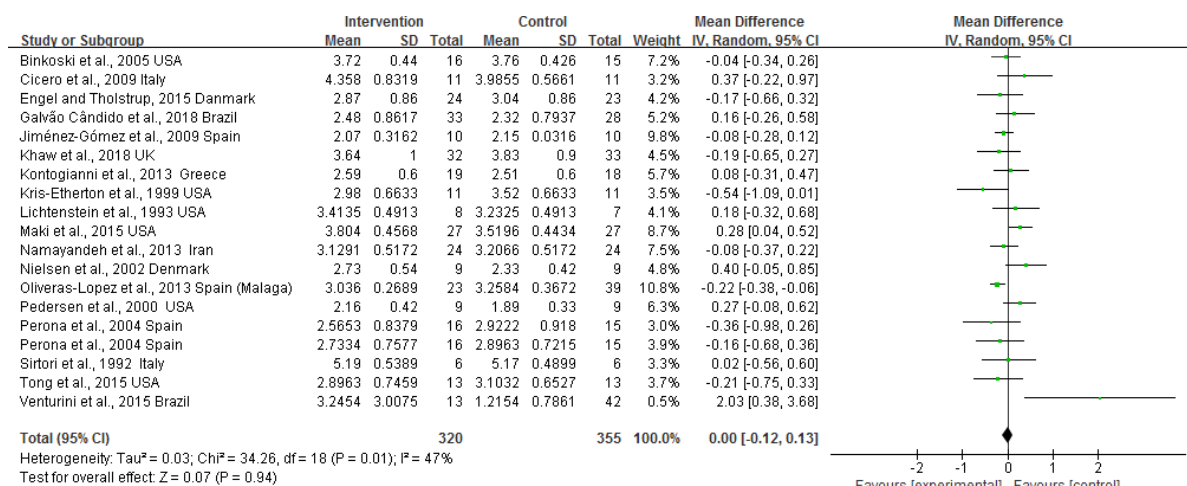 Intervention Control Mean Difference Mean Difference
Study or Subgroup Mean SD Total Mean SD Total Weight IV, Random, 95% CI IV, Random, 95% CI
Binkoski et al., 2005 USA 3.72 0.44 16 3.76 0.426 15 7.2% -0.04 [-0.34, 0.26]
Cicero et al., 2009 Italy 4.358 0.8319 11 3.9855 0.5661 11 3.2% 0.37 [-0.22, 0.97]
Engel and Tholstrup, 2015 Danmark 2.87 0.86 24 3.04 0.86 23 4.2% -0.17 [-0.66, 0.32]
Galvão Cândido et al., 2018 Brazil 2.48 0.8617 33 2.32 0.7937 28 5.0% 0.16 [-0.26, 0.58]
Jiménez-Gómez et al., 2009 Spain 2.07 0.3162 10 2.15 0.0316 10 9.9% -0.08 [-0.28, 0.12]
Khaw et al., 2018 UK 3.64 1 32 3.83 0.9 33 4.5% -0.19 [-0.65, 0.27]
Kontogianni et al., 2013 Greece 2.59 0.6 19 2.51 0.6 18 5.5% 0.08 [-0.31, 0.47]
Kris-Etherton et al., 1999 USA 2.98 0.6633 11 3.52 0.6633 11 3.5% -0.54 [-1.09, 0.01]
Lichtenstein et al., 1993 USA 3.4135 0.4913 8 3.2325 0.4913 7 4.1% 0.18 [-0.32, 0.68]
Maki et al., 2015 USA 3.804 0.4568 27 3.5196 0.4434 27 8.7% 0.28 [0.04, 0.52]
Namayandeh et al., 2013 Iran 3.1291 0.5172 24 3.2066 0.5172 24 7.4% -0.08 [-0.37, 0.22]
Nielsen et al., 2002 Denmark 2.73 0.54 9 2.33 0.42 9 4.7% 0.40 [-0.05, 0.85]
Oliveras-Lopez et al., 2013 Spain (Malaga) 3.036 0.2689 23 3.2584 0.3672 39 10.8% -0.22 [-0.38, -0.06]
Pedersen et al., 2000 USA 2.16 0.42 9 1.89 0.33 9 6.2% 0.27 [-0.08, 0.62]
Perona et al., 2004 Spain 2.5653 0.8379 16 2.9222 0.918 15 3.0% -0.36 [-0.98, 0.26]
Perona et al., 2004 Spain 2.7334 0.7577 16 2.8963 0.7215 15 3.9% -0.16 [-0.68, 0.36]
Sirtori et al., 1992 Italy 5.19 0.5389 6 5.17 0.4899 6 3.3% 0.02 [-0.56, 0.60]
Tong et al., 2015 USA 2.8963 0.7459 13 3.1032 0.6527 13 3.7% -0.21 [-0.75, 0.33]
Venturini et al., 2015 Brazil 3.2454 3.0075 13 1.2154 0.7861 42 0.5% 2.03 [0.38, 3.68]
Total (95% CI) 320 355 100.0% 0.00 [-0.12, 0.13]
Heterogeneity: Tau² = 0.03; Chi² = 34.26, df = 18 (P = 0.01); I² = 47%
Test for overall effect: Z = 0.07 (P = 0.94)
-2 -1 0 1 2
Favours [experimental] Favours [control]